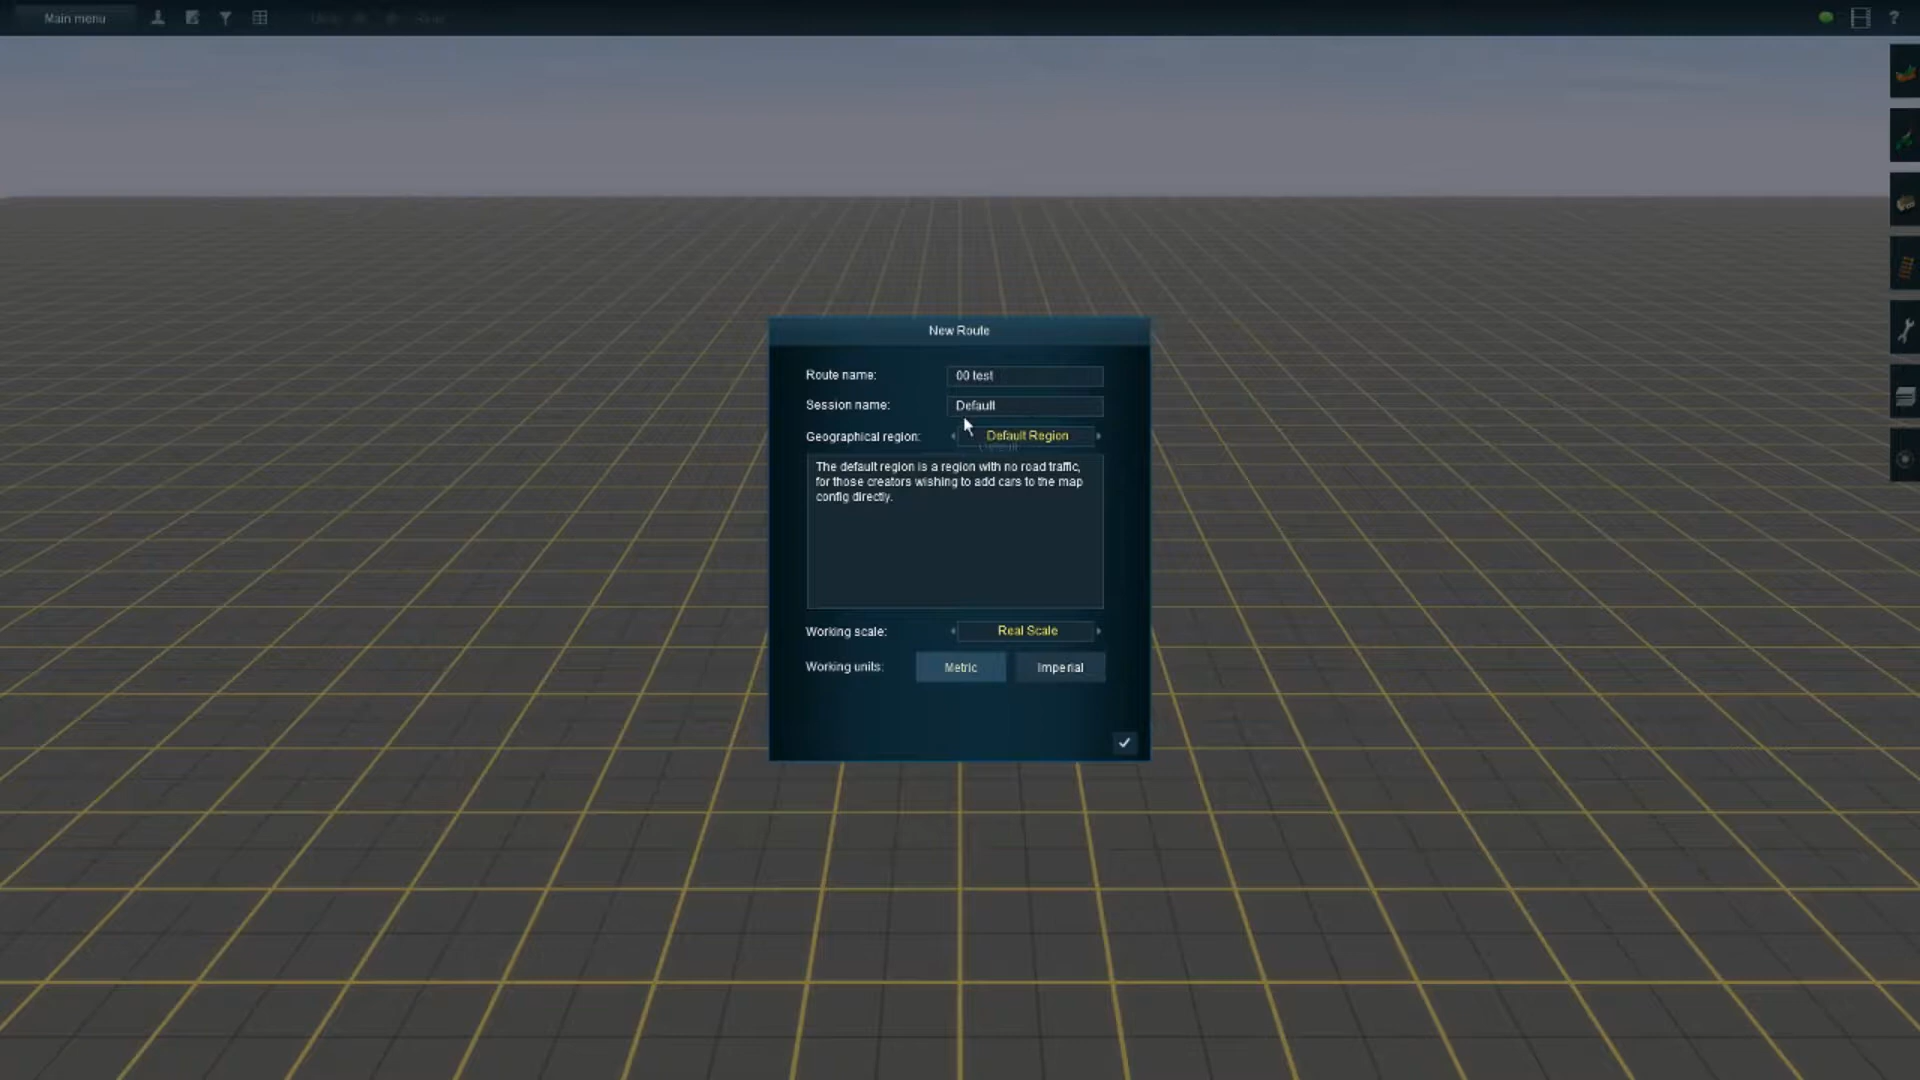 Main menu
?
New Route
Route name: 00 test
Session name: Default
Geographical region: Default Region
Default
The default region is a region with no road traffic,
for those creators wishing to add cars to the map
config directly.
Working scale: Real Scale
Working units: Metric Imperial